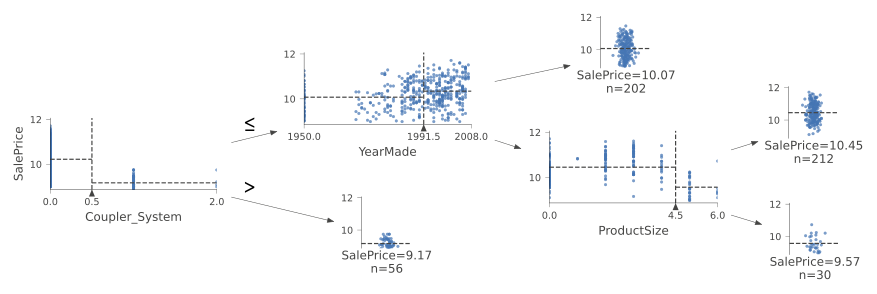 12
10
SalePrice
0.0
0.5
2.0
Coupler_System
≤
>
12
10
1950.0
1991.5
2008.0
YearMade
12
10
SalePrice=9.17
n=56
12
10
SalePrice=10.07
n=202
12
10
0.0
4.5
6.0
ProductSize
12
10
SalePrice=10.45
n=212
12
10
SalePrice=9.57
n=30